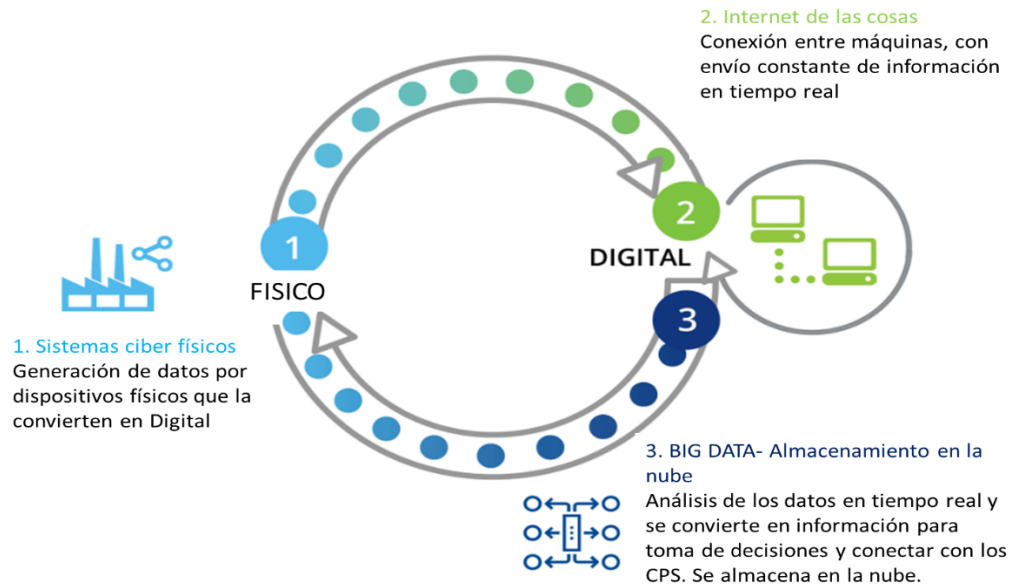 2. Internet de las cosas
Conexión entre máquinas, con
envío constante de información
en tiempo real
1
2
DIGITAL
FISICO
3
1. Sistemas ciber físicos
Generación de datos por
dispositivos físicos que la
convierten en Digital
3. BIG DATA- Almacenamiento en la
nube
Análisis de los datos en tiempo real y
se convierte en información para
toma de decisiones y conectar con los
CPS. Se almacena en la nube.